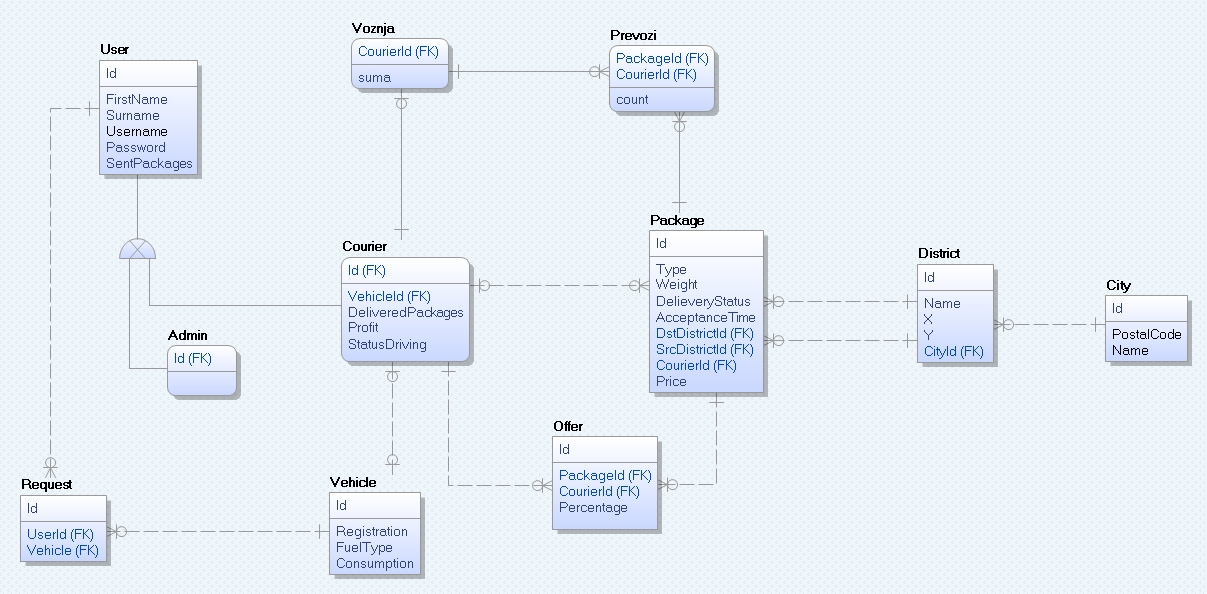 Voznja
CourierId (FK)
suma
Prevozi
PackageId (FK)
CourierId (FK)
count
User
Id
FirstName
Surname
Username
Password
SentPackages
Package
Id
Type
Weight
DelieveryStatus
AcceptanceTime
DstDistrictId (FK)
SrcDistrictId (FK)
CourierId (FK)
Price
Courier
Id (FK)
VehicleId (FK)
DeliveredPackages
Profit
StatusDriving
District
Id
Name
X
Y
CityId (FK)
City
Id
PostalCode
Name
Admin
Id (FK)
Offer
Id
PackageId (FK)
CourierId (FK)
Percentage
Request
Id
UserId (FK)
Vehicle (FK)
Vehicle
Id
Registration
FuelType
Consumption